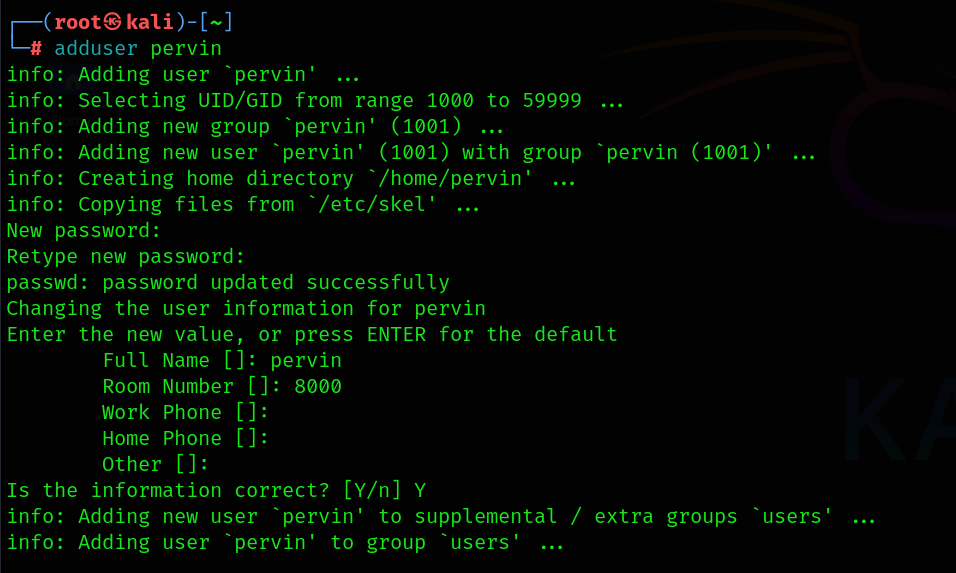 ┌──(root㉿kali)-[~]
└─# adduser pervin
info: Adding user `pervin' ...
info: Selecting UID/GID from range 1000 to 59999 ...
info: Adding new group `pervin' (1001) ...
info: Adding new user `pervin' (1001) with group `pervin (1001)' ...
info: Creating home directory `/home/pervin' ...
info: Copying files from `/etc/skel' ...
New password:
Retype new password:
passwd: password updated successfully
Changing the user information for pervin
Enter the new value, or press ENTER for the default
        Full Name []: pervin
        Room Number []: 8000
        Work Phone []:
        Home Phone []:
        Other []:
Is the information correct? [Y/n] Y
info: Adding new user `pervin' to supplemental / extra groups `users' ...
info: Adding user `pervin' to group `users' ...
KA